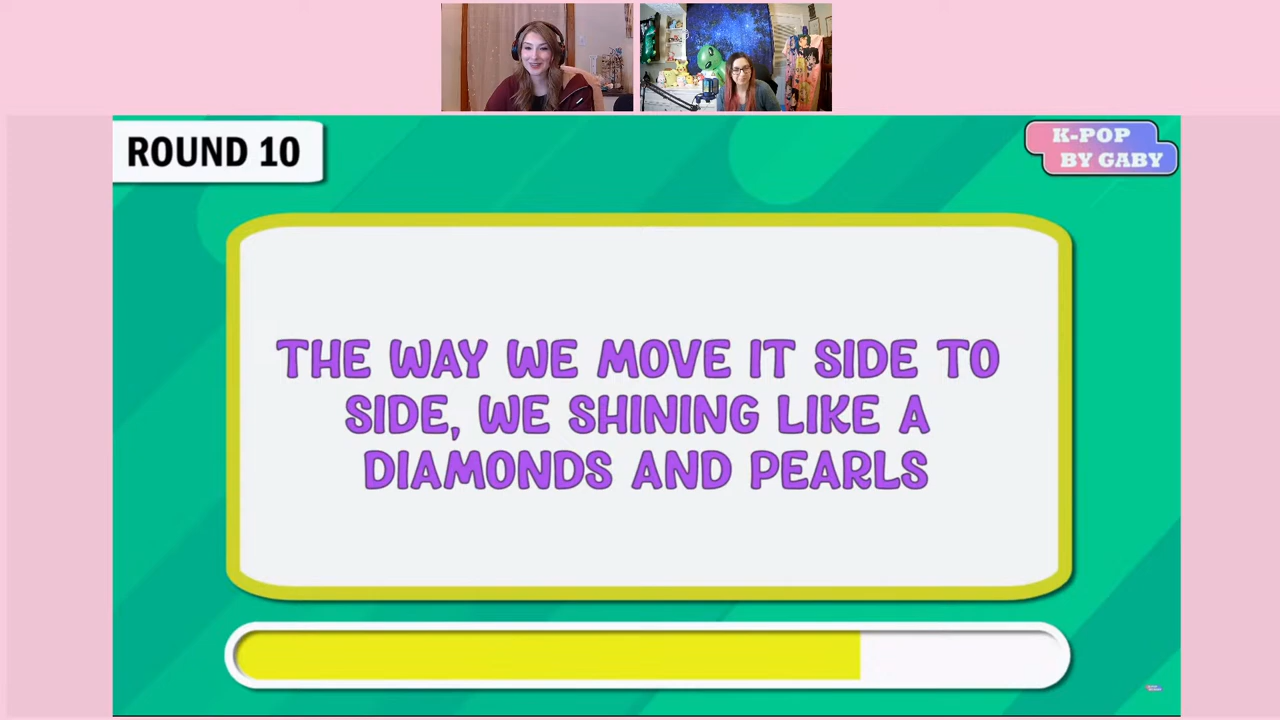 ROUND 10
K-POP
BY GABY
THE WAY WE MOVE IT SIDE TO
SIDE, WE SHINING LIKE A
DIAMONDS AND PEARLS